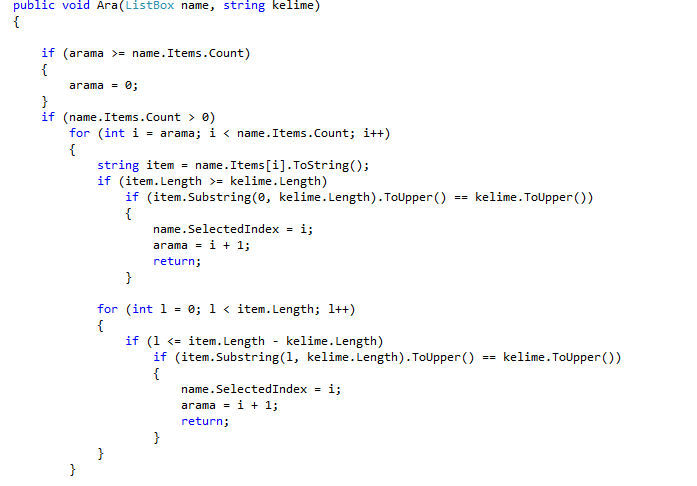 public void Ara(ListBox name, string kelime)
{
if (arama >= name.Items.Count)
{
arama = 0;
}
if (name.Items.Count > 0)
for (int i = arama; i < name.Items.Count; i++)
{
string item = name.Items[i].ToString();
if (item.Length >= kelime.Length)
if (item.Substring(0, kelime.Length).ToUpper() == kelime.ToUpper())
{
name.SelectedIndex = i;
arama = i + 1;
return;
}
for (int l = 0; l < item.Length; l++)
{
if (l <= item.Length - kelime.Length)
if (item.Substring(l, kelime.Length).ToUpper() == kelime.ToUpper())
{
name.SelectedIndex = i;
arama = i + 1;
return;
}
}
}